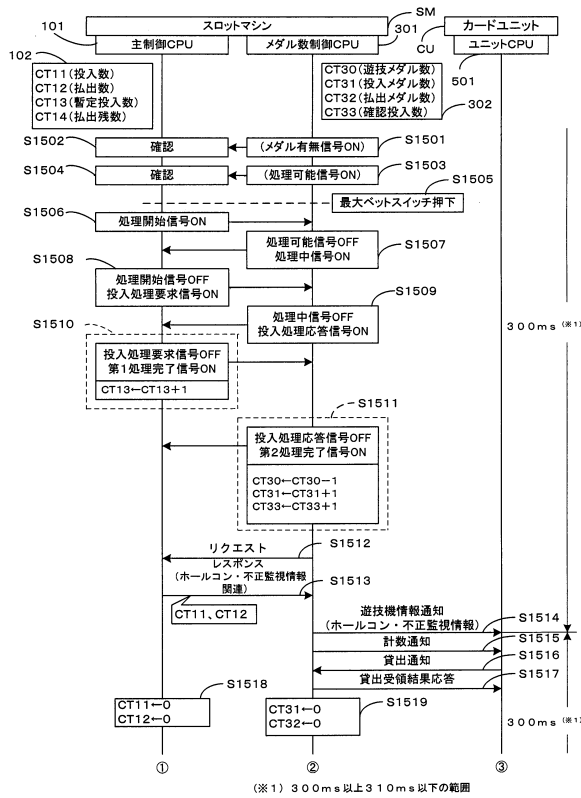 スロットマシン
SM
カードユニット
101
主制御CPU
メダル数制御CPU
301
CU
ユニットCPU
102
CT11(投入数)
CT12(払出数)
CT13(暫定投入数)
CT14(払出残数)
CT30(遊技メダル数)
CT31(投入メダル数)
CT32(払出メダル数)
CT33(確認投入数)
501
302
S1502
確認
(メダル有無信号ON)
S1501
S1504
確認
(処理可能信号ON)
S1503
S1505
最大ベットスイッチ押下
S1506
処理開始信号ON
処理可能信号OFF
処理中信号ON
S1507
S1508
処理開始信号OFF
投入処理要求信号ON
S1509
処理中信号OFF
投入処理応答信号ON
S1510
300ms(※1)
投入処理要求信号OFF
第1処理完了信号ON
CT13←CT13+1
S1511
投入処理応答信号OFF
第2処理完了信号ON
CT30←CT30-1
CT31←CT31+1
CT33←CT33+1
リクエスト
S1512
レスポンス
(ホールコン・不正監視情報
関連)
S1513
CT11、CT12
遊技機情報通知
(ホールコン・不正監視情報)
S1514
計数通知
S1515
貸出通知
S1516
貸出受領結果応答
S1517
S1518
CT11←0
CT12←0
CT31←0
CT32←0
S1519
300ms(※1)
①
②
③
(※1)300ms以上310ms以下の範囲